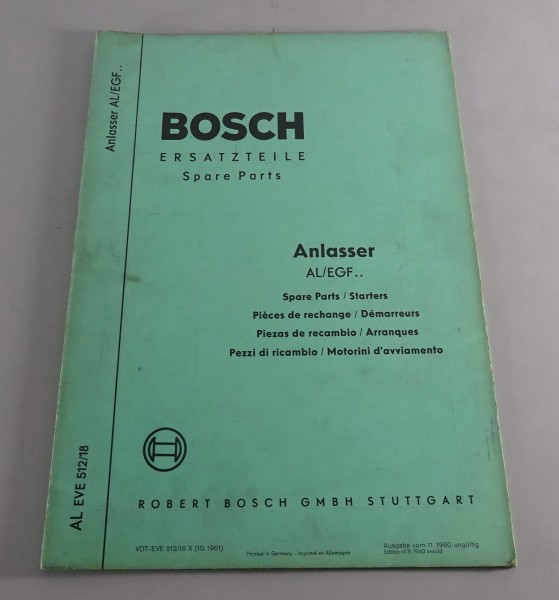 Anlasser AL/EGF..
BOSCH
ERSATZTEILE
Spare Parts
Anlasser
AL/EGF..
Spare Parts / Starters
Pièces de rechange / Démarreurs
Piezas de recambio / Arranques
Pezzi di ricambio / Motorini d'avviamento
AL EVE 512/18
ROBERT BOSCH GMBH STUTTGART
VDT-EVE 512/18 X (10.1961)
Printed in Germany - Imprimé en Allemagne
Ausgabe vom 11. 1960 ungültig
Edition of 11. 1960 invalid